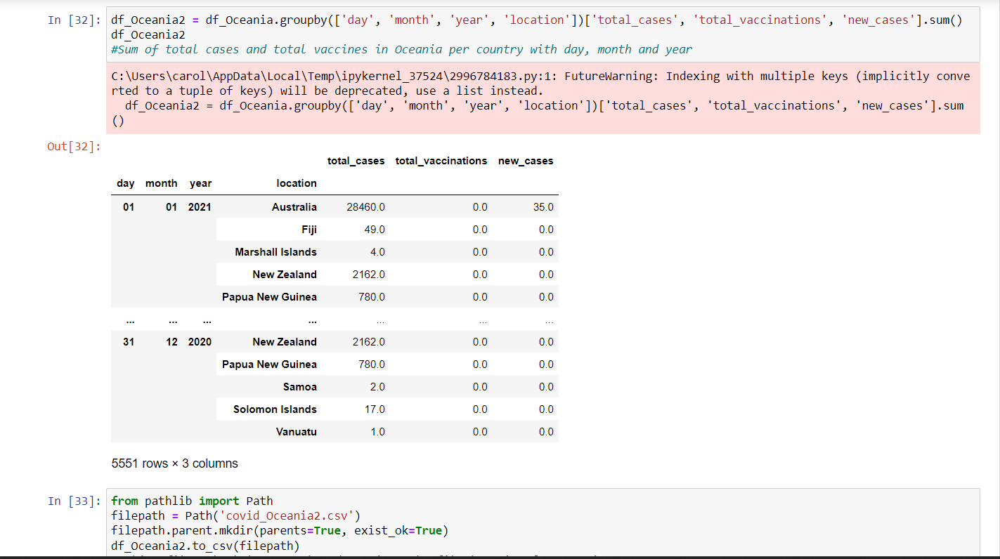 In [32]: df_Oceania2 = df_Oceania.groupby(['day', 'month', 'year', 'location'])['total_cases', 'total_vaccinations', 'new_cases'].sum()
df_Oceania2
#Sum of total cases and total vaccines in Oceania per country with day, month and year
C:\Users\carol\AppData\Local\Temp\ipykernel_37524\2996784183.py:1: FutureWarning: Indexing with multiple keys (implicitly conve
rted to a tuple of keys) will be deprecated, use a list instead.
df_Oceania2 = df_Oceania.groupby(['day', 'month', 'year', 'location'])['total_cases', 'total_vaccinations', 'new_cases'].sum
()
Out[32]:
total_cases total_vaccinations new_cases
day month year location
01 01 2021 Australia 28460.0 0.0 35.0
Fiji 49.0 0.0 0.0
Marshall Islands 4.0 0.0 0.0
New Zealand 2162.0 0.0 0.0
Papua New Guinea 780.0 0.0 0.0
... ... ... ... ... ... ...
31 12 2020 New Zealand 2162.0 0.0 0.0
Papua New Guinea 780.0 0.0 0.0
Samoa 2.0 0.0 0.0
Solomon Islands 17.0 0.0 0.0
Vanuatu 1.0 0.0 0.0
5551 rows × 3 columns
In [33]: from pathlib import Path
filepath = Path('covid_Oceania2.csv')
filepath.parent.mkdir(parents=True, exist_ok=True)
df_Oceania2.to_csv(filepath)